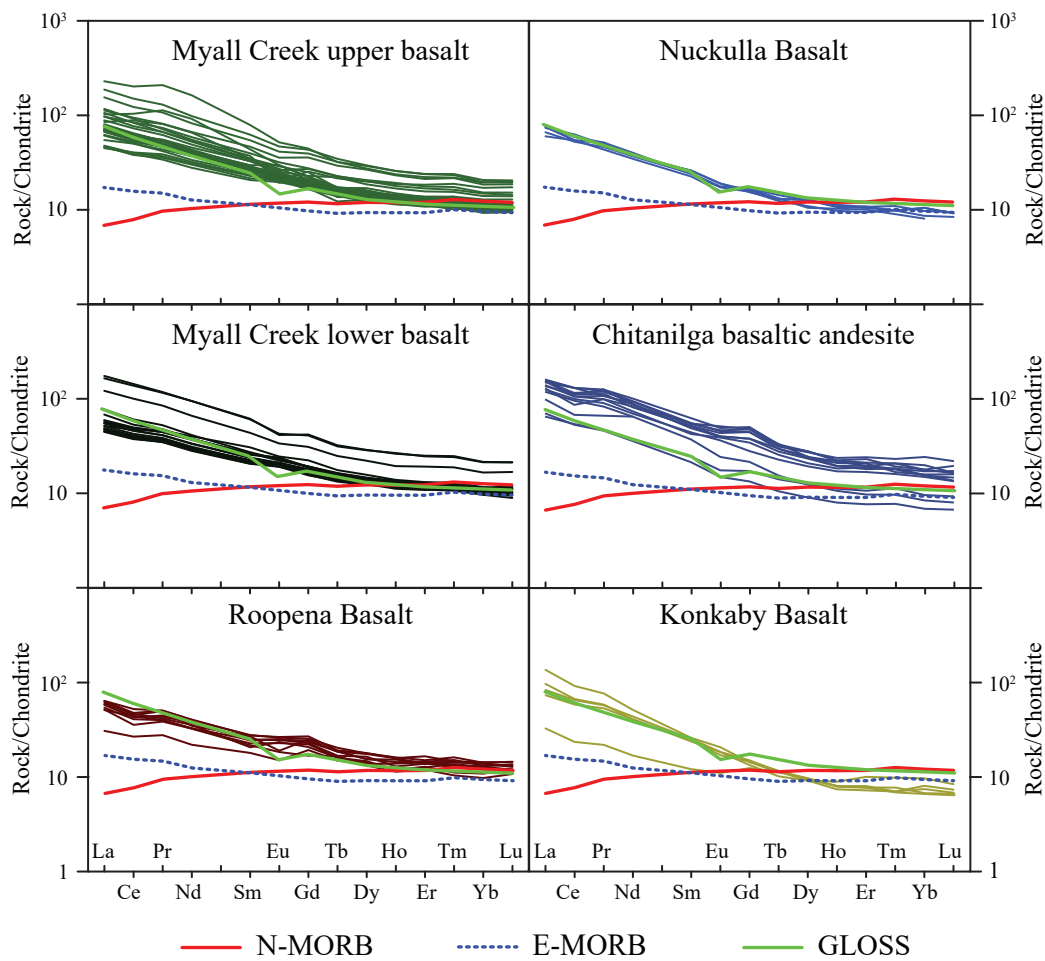 10³
Myall Creek upper basalt
Nuckulla Basalt
10³
10²
10²
Rock/Chondrite
Rock/Chondrite
10
10
Myall Creek lower basalt
Chitanilga basaltic andesite
10²
10²
Rock/Chondrite
Rock/Chondrite
10
10
Roopena Basalt
Konkaby Basalt
10²
10²
Rock/Chondrite
Rock/Chondrite
10
10
La Pr Eu Tb Ho Tm Lu
La Pr Eu Tb Ho Tm Lu
1
1
Ce Nd Sm Gd Dy Er Yb
Ce Nd Sm Gd Dy Er Yb
N-MORB
E-MORB
GLOSS